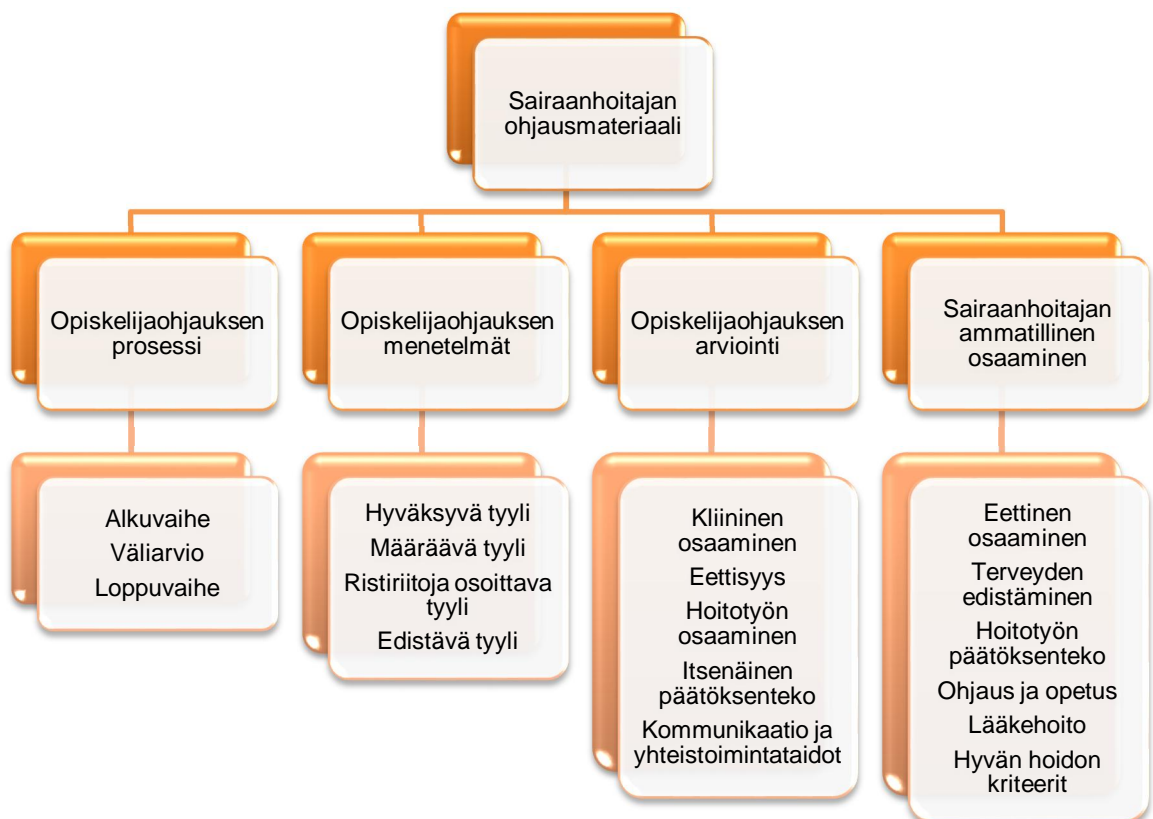 Sairaanhoitajan
ohjausmateriaali
Opiskelijaohjauksen
prosessi
Opiskelijaohjauksen
menetelmät
Opiskelijaohjauksen
arviointi
Sairaanhoitajan
ammatillinen
osaaminen
Alkuvaihe
Väliarvio
Loppuvaihe
Hyväksyvä tyyli
Määräävä tyyli
Ristiriitoja osoittava
tyyli
Edistävä tyyli
Kliininen
osaaminen
Eettisyys
Hoitotyön
osaaminen
Itsenäinen
päätöksenteko
Kommunikaatio ja
yhteistoimintataidot
Eettinen
osaaminen
Terveyden
edistäminen
Hoitotyön
päätöksenteko
Ohjaus ja opetus
Lääkehoito
Hyvän hoidon
kriteerit